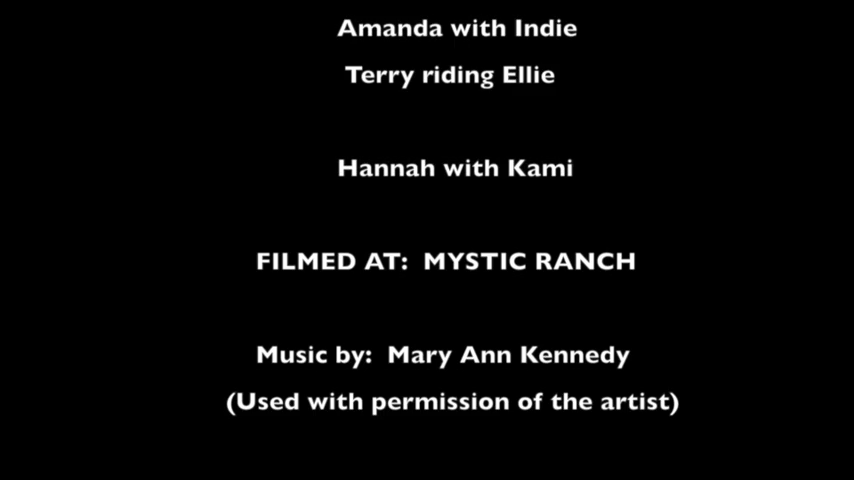 Amanda with Indie
Terry riding Ellie
Hannah with Kami
FILMED AT:  MYSTIC RANCH
Music by:  Mary Ann Kennedy
(Used with permission of the artist)